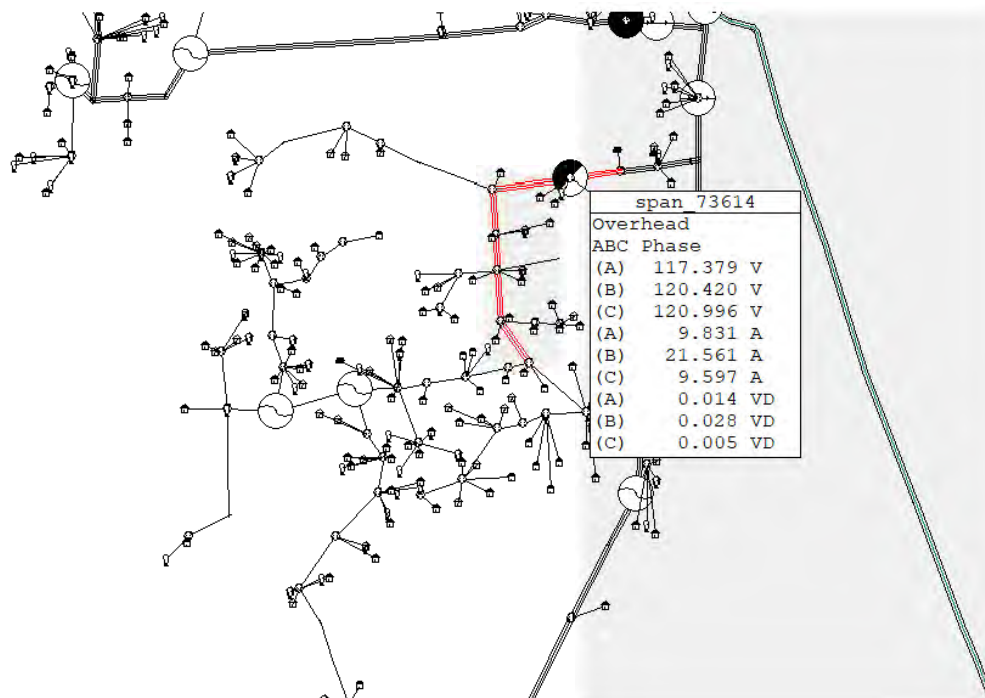 span_73614
Overhead
ABC Phase
(A) 117.379 V
(B) 120.420 V
(C) 120.996 V
(A) 9.831 A
(B) 21.561 A
(C) 9.597 A
(A) 0.014 VD
(B) 0.028 VD
(C) 0.005 VD